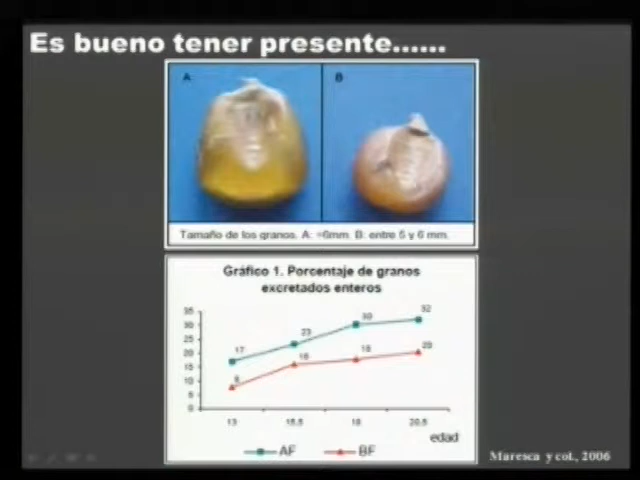 Es bueno tener presente......
A
B
Tamaño de los granos. A: =6mm. B: entre 5 y 6 mm.
Gráfico 1. Porcentaje de granos
excretados enteros
35
30
25
20
15
10
5
0
17
23
30
32
8
16
18
20
13
15,5
18
20,5
edad
AF
BF
Maresca y col., 2006